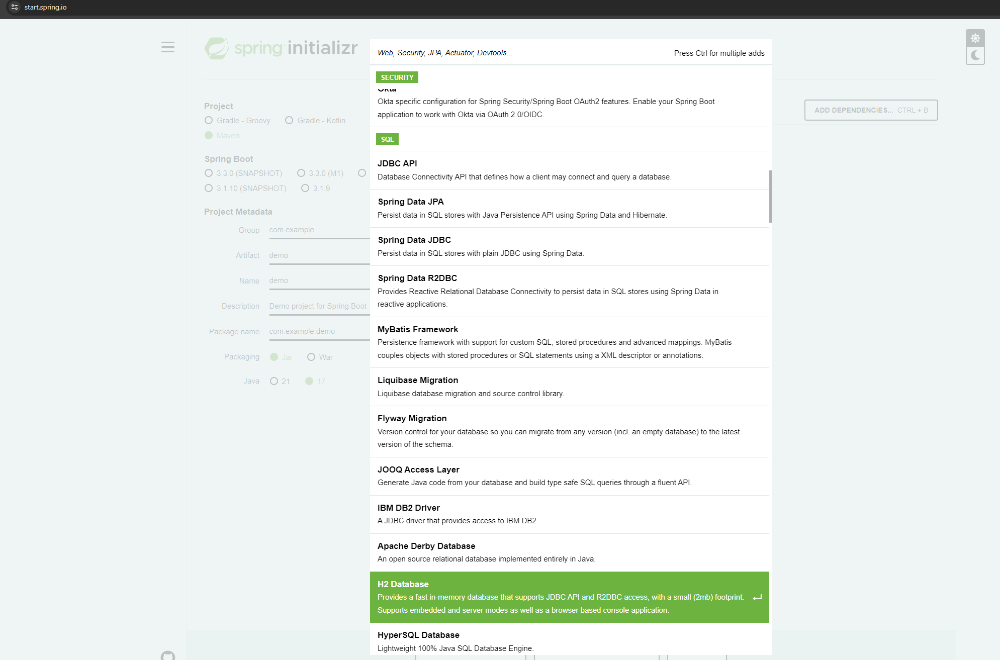 start.spring.io
spring initializr
Web, Security, JPA, Actuator, Devtools...
Press Ctrl for multiple adds
Project
Gradle - Groovy
Gradle - Kotlin
Maven
Spring Boot
3.3.0 (SNAPSHOT)
3.3.0 (M1)
3.1.10 (SNAPSHOT)
3.1.9
Project Metadata
Group
com.example
Artifact
demo
Name
demo
Description
Demo project for Spring Boot
Package name
com.example.demo
Packaging
Jar
War
Java
21
17
SECURITY
Okta
Okta specific configuration for Spring Security/Spring Boot OAuth2 features. Enable your Spring Boot
application to work with Okta via OAuth 2.0/OIDC.
SQL
JDBC API
Database Connectivity API that defines how a client may connect and query a database.
Spring Data JPA
Persist data in SQL stores with Java Persistence API using Spring Data and Hibernate.
Spring Data JDBC
Persist data in SQL stores with plain JDBC using Spring Data.
Spring Data R2DBC
Provides Reactive Relational Database Connectivity to persist data in SQL stores using Spring Data in
reactive applications.
MyBatis Framework
Persistence framework with support for custom SQL, stored procedures and advanced mappings. MyBatis
couples objects with stored procedures or SQL statements using a XML descriptor or annotations.
Liquibase Migration
Liquibase database migration and source control library.
Flyway Migration
Version control for your database so you can migrate from any version (incl. an empty database) to the latest
version of the schema.
JOOQ Access Layer
Generate Java code from your database and build type safe SQL queries through a fluent API.
IBM DB2 Driver
A JDBC driver that provides access to IBM DB2.
Apache Derby Database
An open source relational database implemented entirely in Java.
H2 Database
Provides a fast in-memory database that supports JDBC API and R2DBC access, with a small (2mb) footprint.
Supports embedded and server modes as well as a browser based console application.
HyperSQL Database
Lightweight 100% Java SQL Database Engine.
ADD DEPENDENCIES... CTRL + B